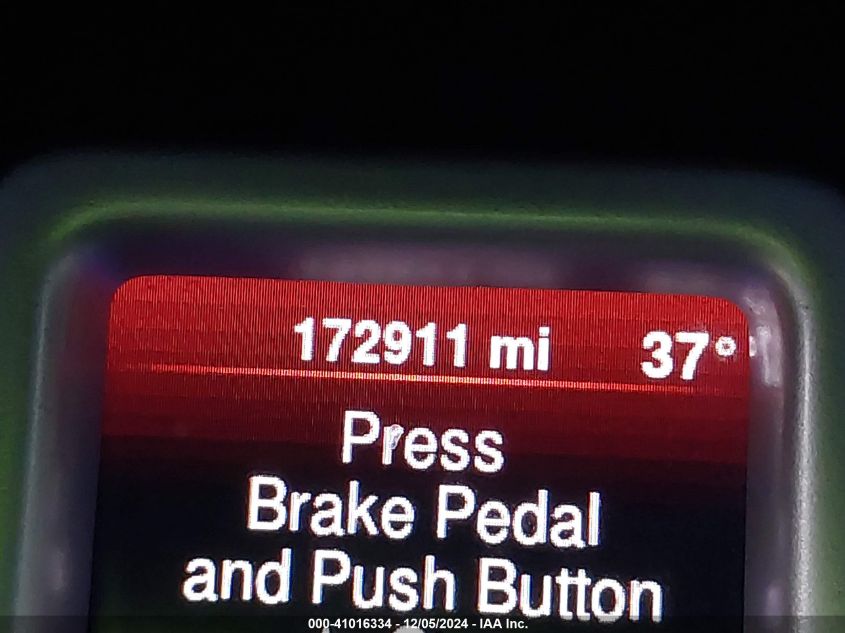 172911 mi 37°
Press
Brake Pedal
and Push Button
000-41016334 - 12/05/2024 - IAA Inc.